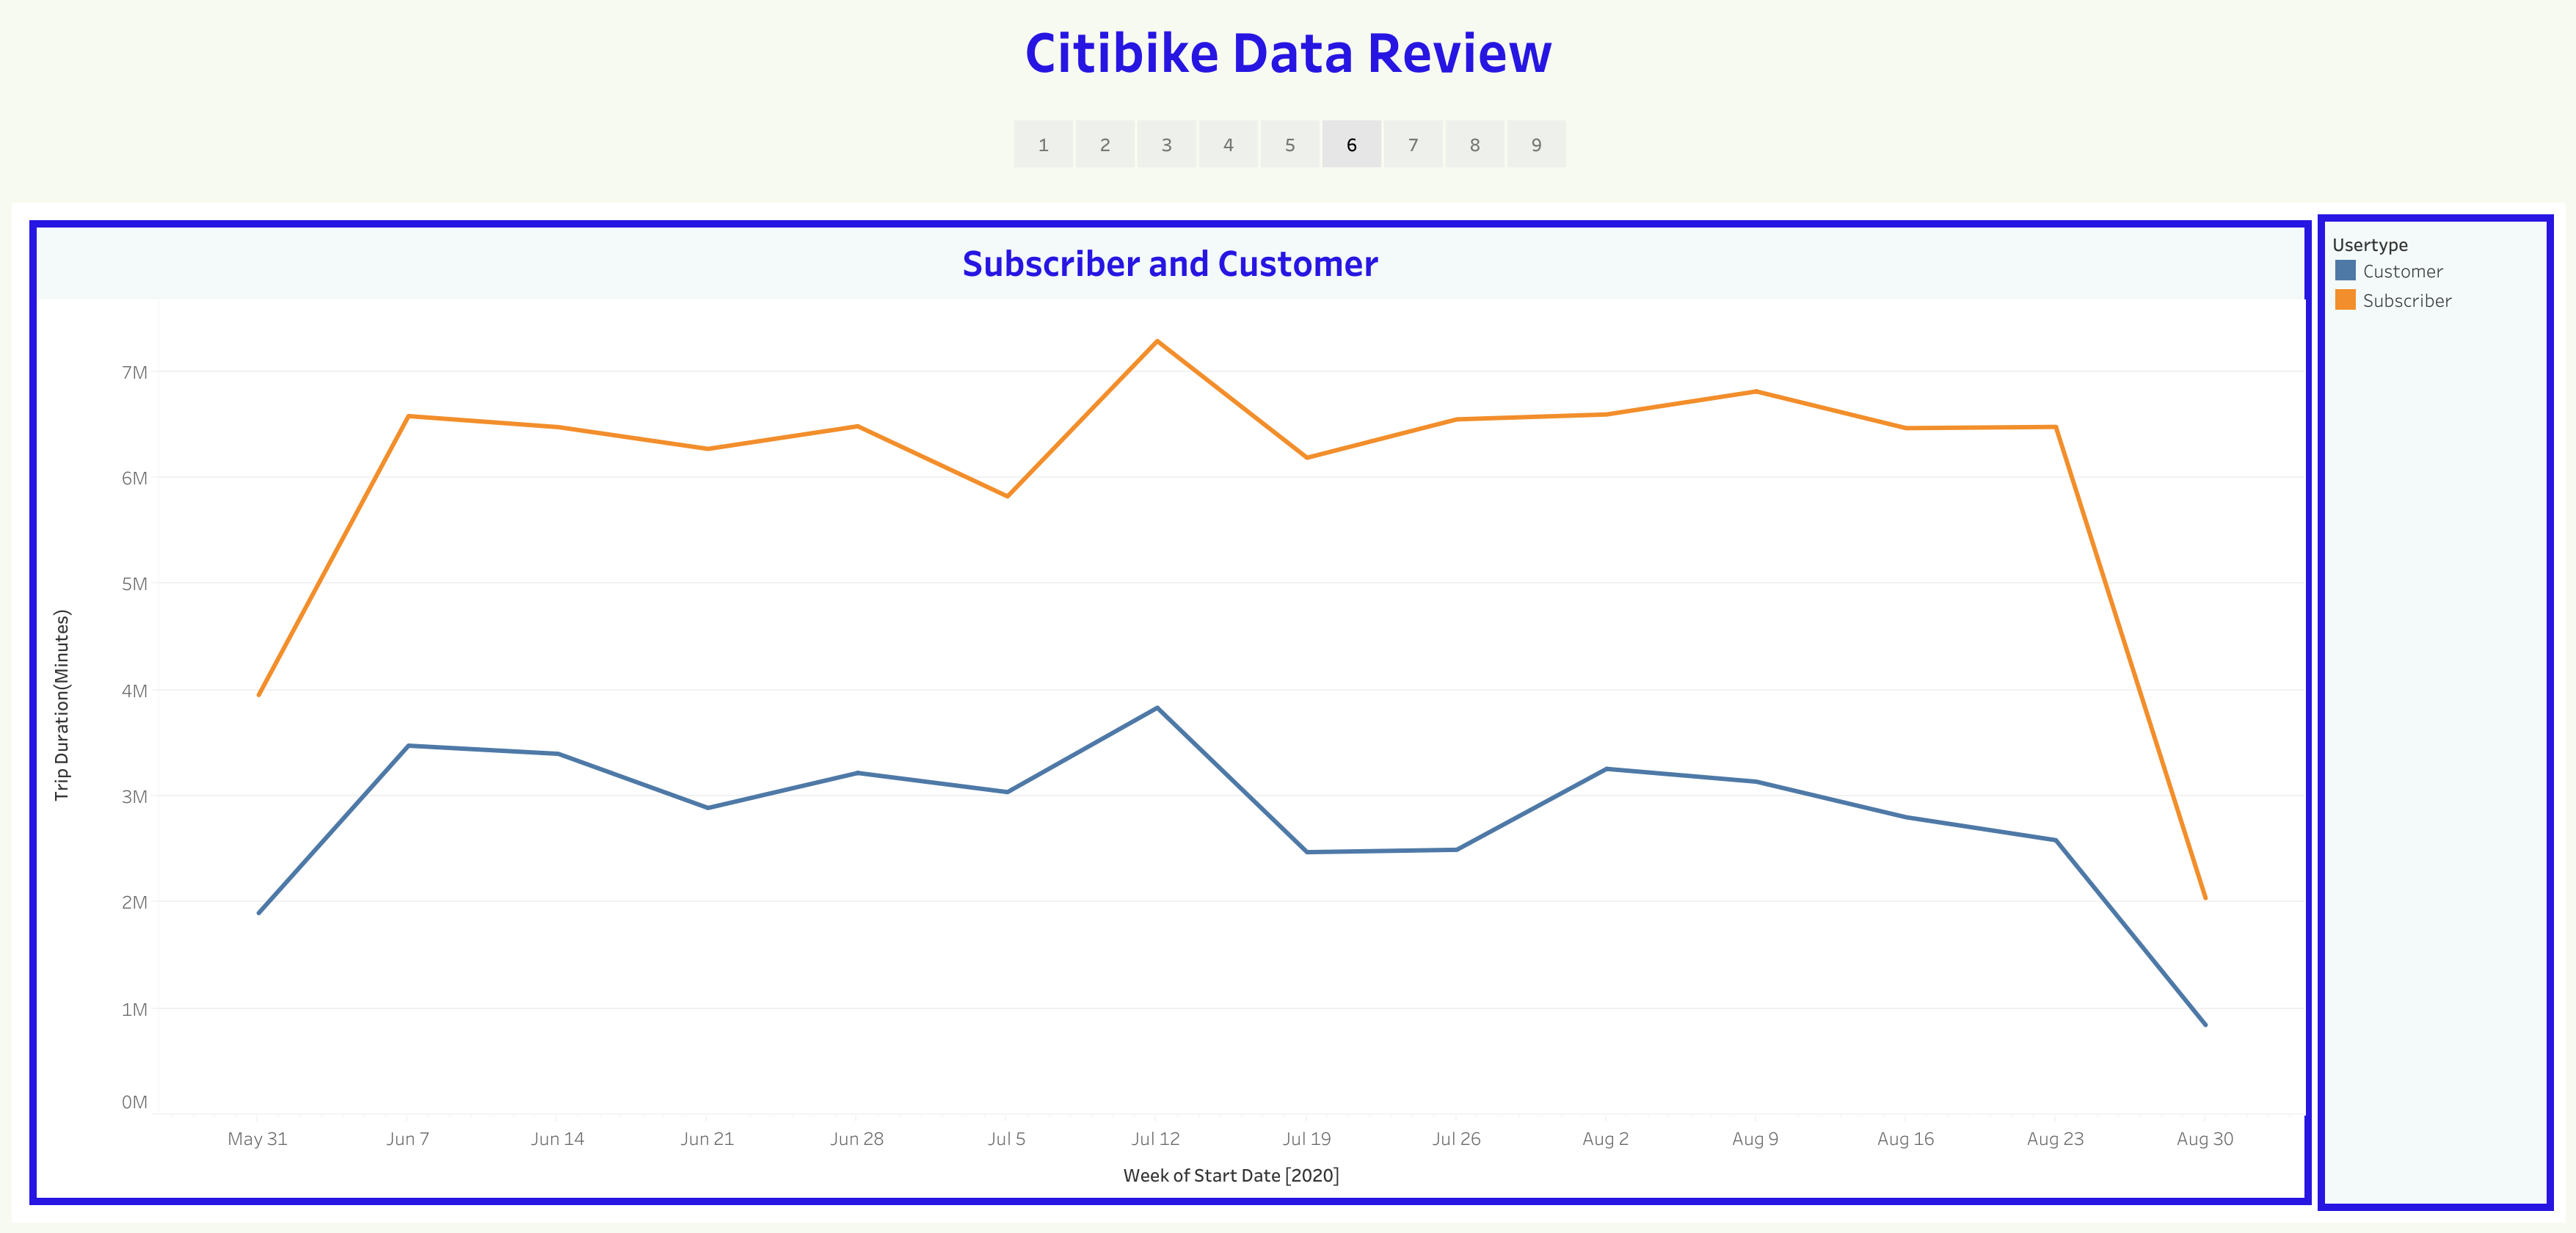 Citibike Data Review
1 2 3 4 5 6 7 8 9
Subscriber and Customer
Usertype
Customer
Subscriber
7M
6M
5M
4M
3M
2M
1M
0M
Trip Duration(Minutes)
May 31 Jun 7 Jun 14 Jun 21 Jun 28 Jul 5 Jul 12 Jul 19 Jul 26 Aug 2 Aug 9 Aug 16 Aug 23 Aug 30
Week of Start Date [2020]